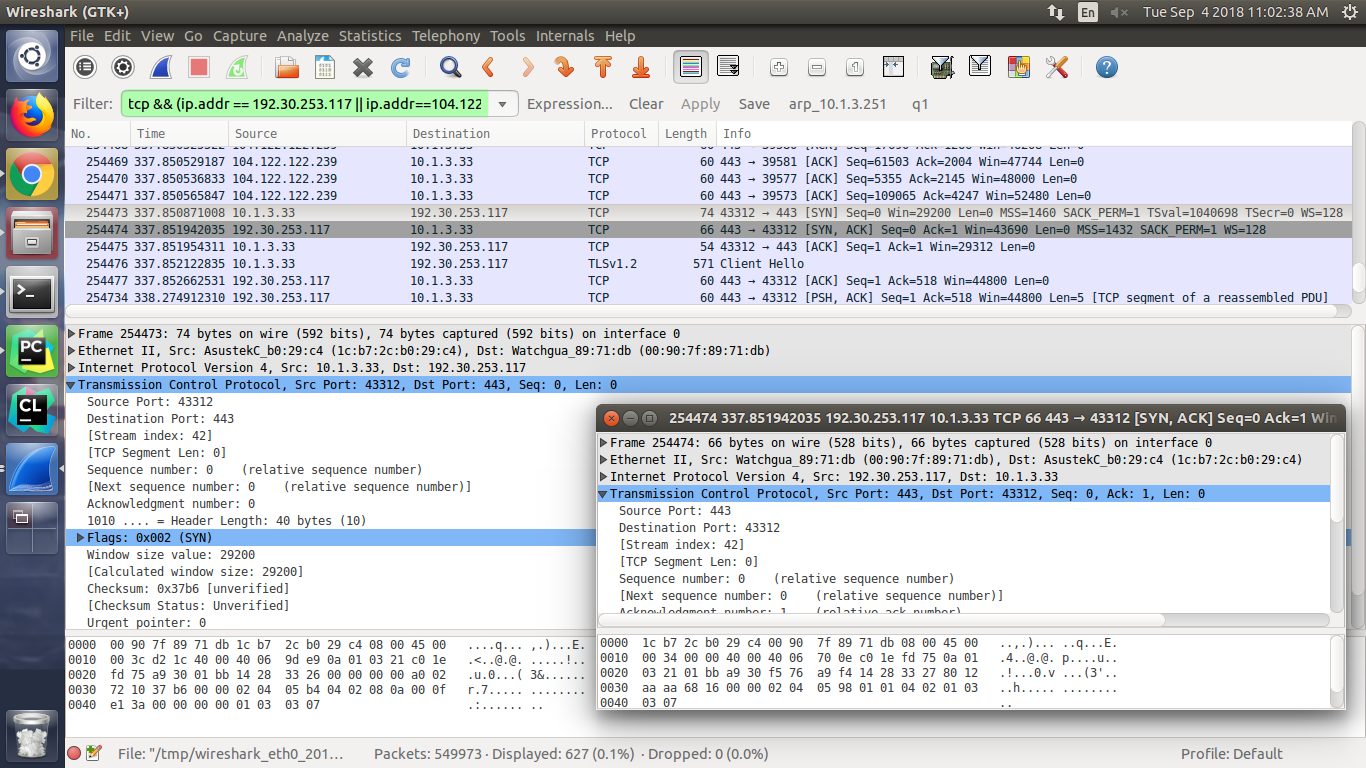 Wireshark (GTK+)
En
Tue Sep 4 2018 11:02:38 AM
File Edit View Go Capture Analyze Statistics Telephony Tools Internals Help
Filter: tcp && (ip.addr == 192.30.253.117 || ip.addr==104.122 Expression... Clear Apply Save arp_10.1.3.251 q1
No. Time Source Destination Protocol Length Info
254469 337.850529187 104.122.122.239 10.1.3.33 TCP 60 443 → 39581 [ACK] Seq=61503 Ack=2004 Win=47744 Len=0
254470 337.850536833 104.122.122.239 10.1.3.33 TCP 60 443 → 39577 [ACK] Seq=5355 Ack=2145 Win=48000 Len=0
254471 337.850565847 104.122.122.239 10.1.3.33 TCP 60 443 → 39573 [ACK] Seq=109065 Ack=4247 Win=52480 Len=0
254473 337.850871008 10.1.3.33 192.30.253.117 TCP 74 43312 → 443 [SYN] Seq=0 Win=29200 Len=0 MSS=1460 SACK_PERM=1 TSval=1040698 TSecr=0 WS=128
254474 337.851942035 192.30.253.117 10.1.3.33 TCP 66 443 → 43312 [SYN, ACK] Seq=0 Ack=1 Win=43690 Len=0 MSS=1432 SACK_PERM=1 WS=128
254475 337.851954311 10.1.3.33 192.30.253.117 TCP 54 43312 → 443 [ACK] Seq=1 Ack=1 Win=29312 Len=0
254476 337.852122835 10.1.3.33 192.30.253.117 TLSv1.2 571 Client Hello
254477 337.852662531 192.30.253.117 10.1.3.33 TCP 60 443 → 43312 [ACK] Seq=1 Ack=518 Win=44800 Len=0
254734 338.274912310 192.30.253.117 10.1.3.33 TCP 60 443 → 43312 [PSH, ACK] Seq=1 Ack=518 Win=44800 Len=5 [TCP segment of a reassembled PDU]
Frame 254473: 74 bytes on wire (592 bits), 74 bytes captured (592 bits) on interface 0
Ethernet II, Src: AsustekC_b0:29:c4 (1c:b7:2c:b0:29:c4), Dst: Watchgua_89:71:db (00:90:7f:89:71:db)
Internet Protocol Version 4, Src: 10.1.3.33, Dst: 192.30.253.117
Transmission Control Protocol, Src Port: 43312, Dst Port: 443, Seq: 0, Len: 0
Source Port: 43312
Destination Port: 443
[Stream index: 42]
[TCP Segment Len: 0]
Sequence number: 0 (relative sequence number)
[Next sequence number: 0 (relative sequence number)]
Acknowledgment number: 0
1010 .... = Header Length: 40 bytes (10)
Flags: 0x002 (SYN)
Window size value: 29200
[Calculated window size: 29200]
Checksum: 0x37b6 [unverified]
[Checksum Status: Unverified]
Urgent pointer: 0
0000 00 90 7f 89 71 db 1c b7 2c b0 29 c4 08 00 45 00 ....q... ,.)...E.
0010 00 3c d2 1c 40 00 40 06 9d e9 0a 01 03 21 c0 1e .<..@.@. .....!..
0020 fd 75 a9 30 01 bb 14 28 33 26 00 00 00 00 a0 02 .u.0...( 3&......
0030 72 10 37 b6 00 00 02 04 05 b4 04 02 08 0a 00 0f r.7..... ........
0040 e1 3a 00 00 00 00 01 03 03 07 .:...... ..
254474 337.851942035 192.30.253.117 10.1.3.33 TCP 66 443 → 43312 [SYN, ACK] Seq=0 Ack=1 Win
Frame 254474: 66 bytes on wire (528 bits), 66 bytes captured (528 bits) on interface 0
Ethernet II, Src: Watchgua_89:71:db (00:90:7f:89:71:db), Dst: AsustekC_b0:29:c4 (1c:b7:2c:b0:29:c4)
Internet Protocol Version 4, Src: 192.30.253.117, Dst: 10.1.3.33
Transmission Control Protocol, Src Port: 443, Dst Port: 43312, Seq: 0, Ack: 1, Len: 0
Source Port: 443
Destination Port: 43312
[Stream index: 42]
[TCP Segment Len: 0]
Sequence number: 0 (relative sequence number)
[Next sequence number: 0 (relative sequence number)]
Acknowledgment number: 1 (relative ack number)
0000 1c b7 2c b0 29 c4 00 90 7f 89 71 db 08 00 45 00 ..,.)... ..q...E.
0010 00 34 00 00 40 00 40 06 70 0e c0 1e fd 75 0a 01 .4..@.@. p....u..
0020 03 21 01 bb a9 30 f5 76 a9 f4 14 28 33 27 80 12 .!...0.v ...(3'..
0030 aa aa 68 16 00 00 02 04 05 98 01 01 04 02 01 03 ..h..... ........
0040 03 07 ..
PC
CL
File: "/tmp/wireshark_eth0_201... Packets: 549973 · Displayed: 627 (0.1%) · Dropped: 0 (0.0%) Profile: Default